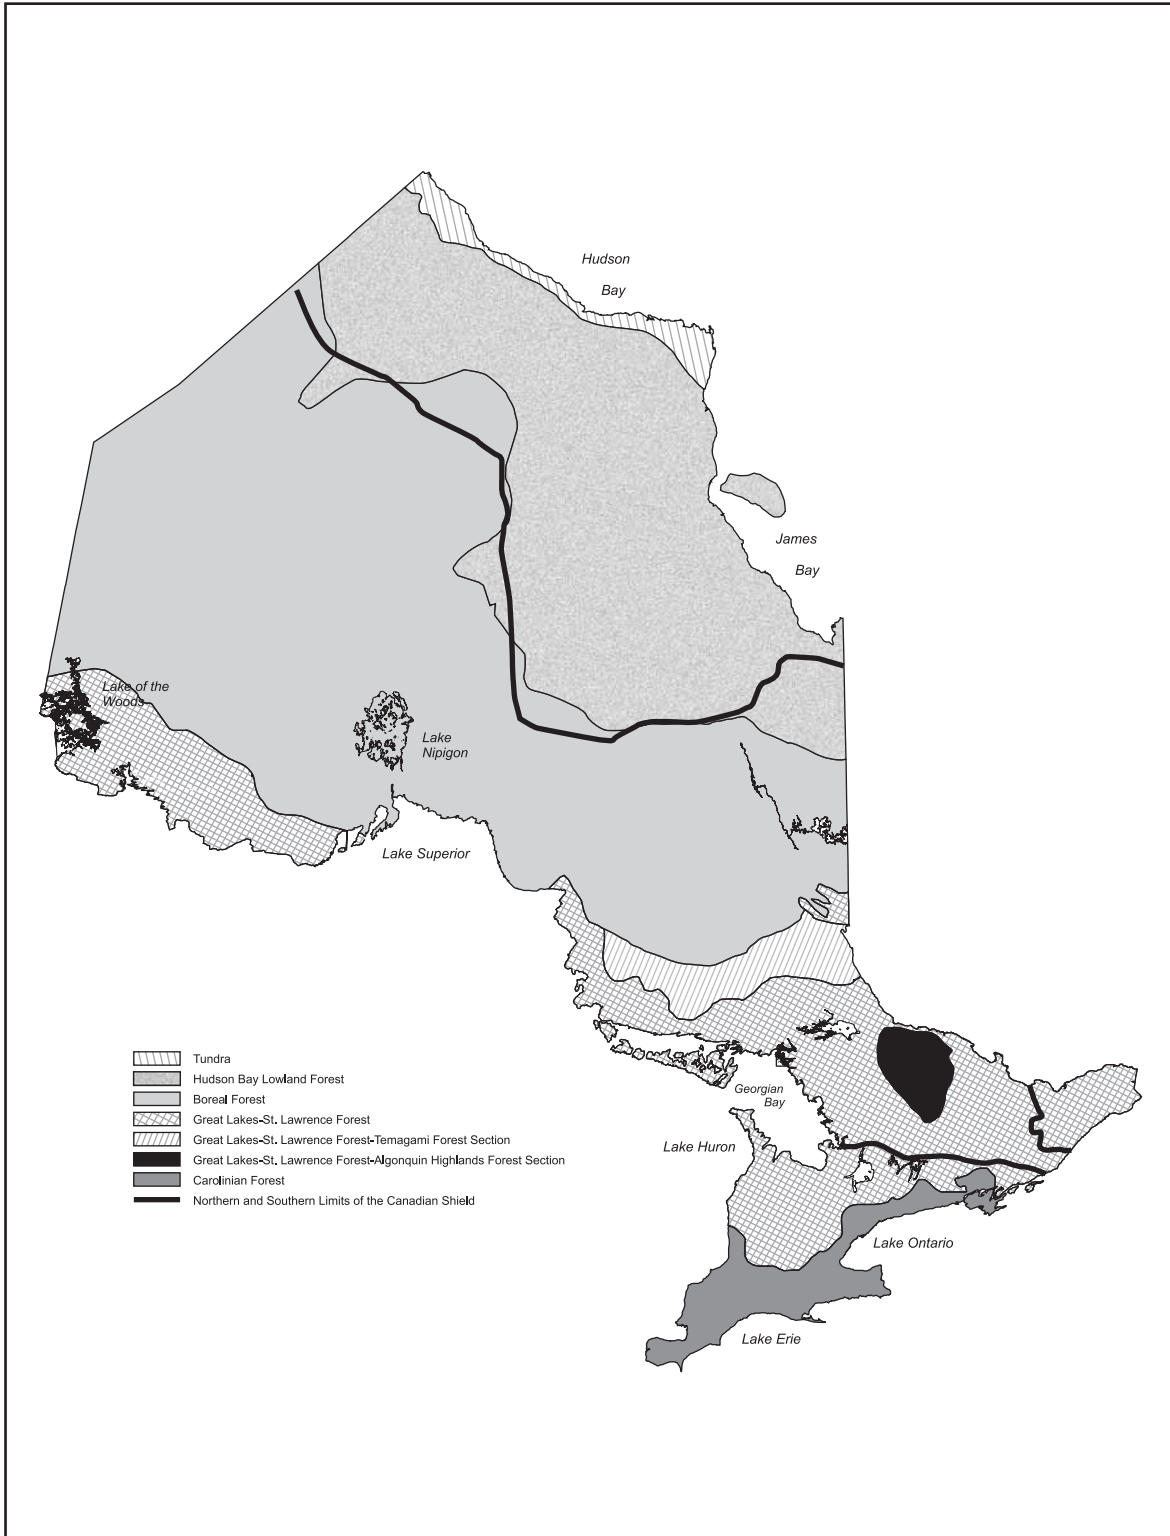 Hudson
Bay
James
Bay
Lake of the
Woods
Lake
Nipigon
Lake Superior
Georgian
Bay
Lake Huron
Lake Ontario
Lake Erie
Tundra
Hudson Bay Lowland Forest
Boreal Forest
Great Lakes-St. Lawrence Forest
Great Lakes-St. Lawrence Forest-Temagami Forest Section
Great Lakes-St. Lawrence Forest-Algonquin Highlands Forest Section
Carolinian Forest
Northern and Southern Limits of the Canadian Shield